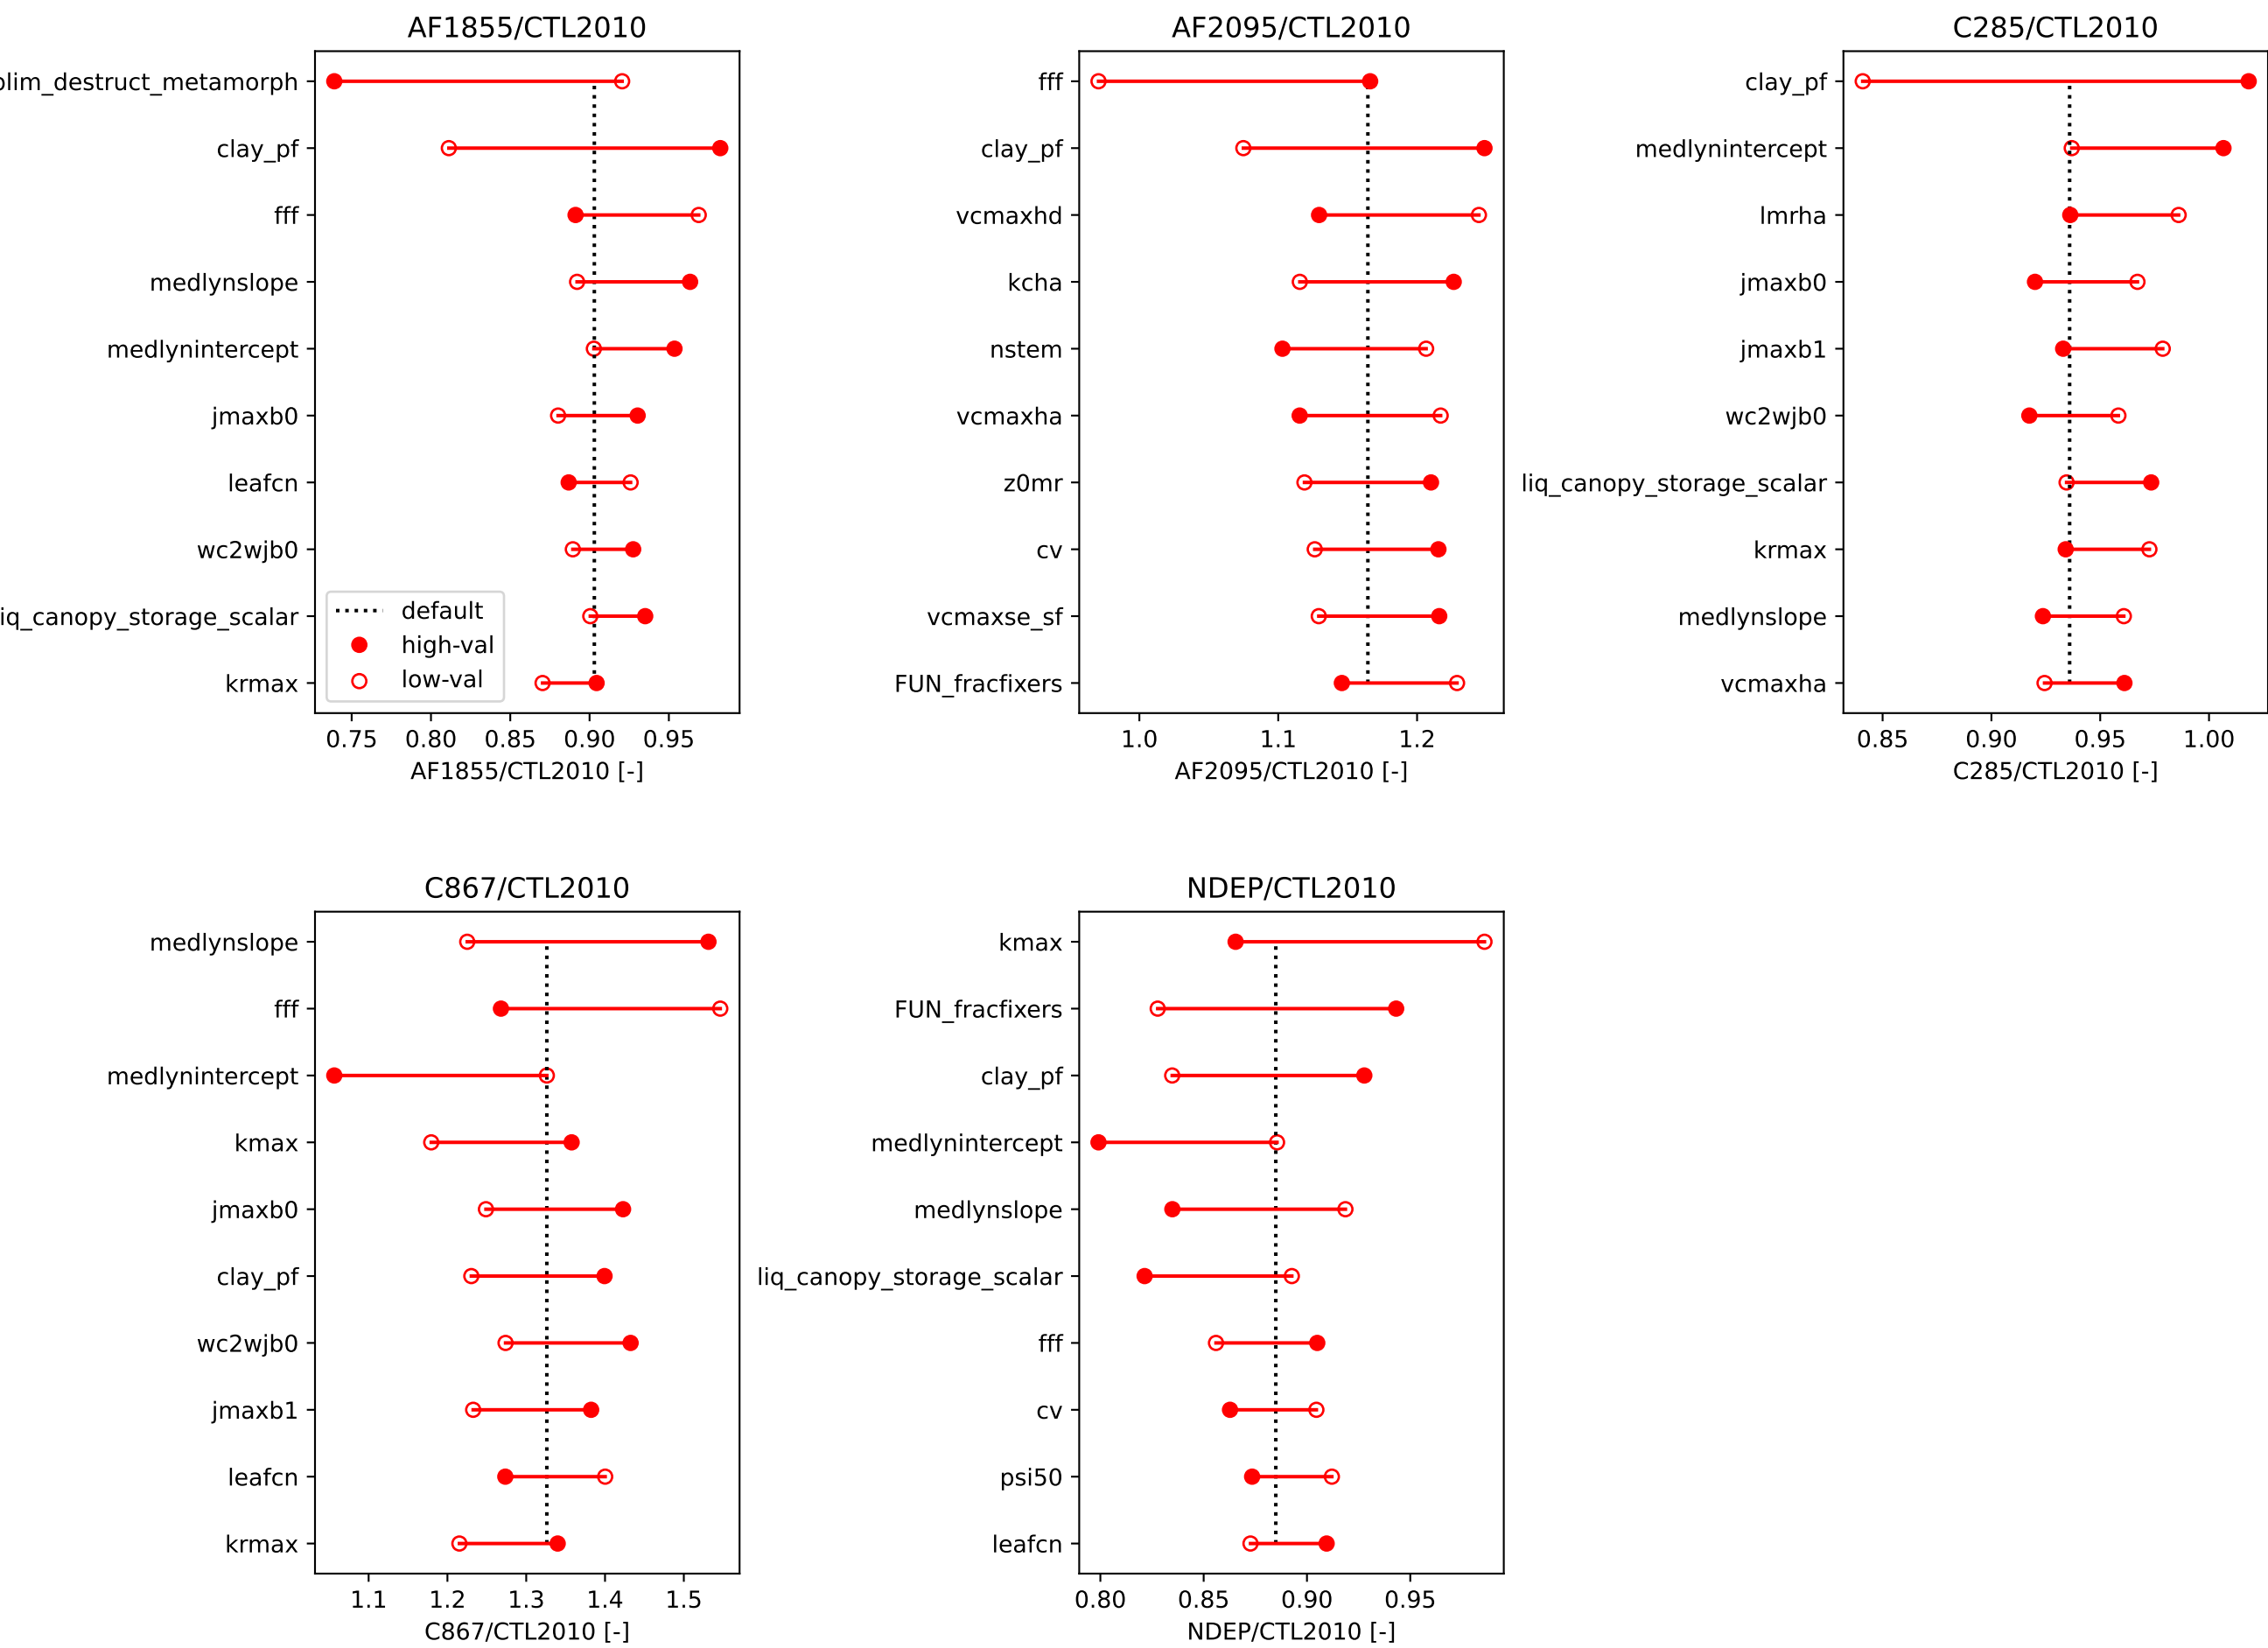 AF1855/CTL2010
lim_destruct_metamorph
clay_pf
fff
medlynslope
medlynintercept
jmaxb0
leafcn
wc2wjb0
iq_canopy_storage_scalar
krmax
default
high-val
low-val
0.75 0.80 0.85 0.90 0.95
AF1855/CTL2010 [-]
AF2095/CTL2010
fff
clay_pf
vcmaxhd
kcha
nstem
vcmaxha
z0mr
cv
vcmaxse_sf
FUN_fracfixers
1.0 1.1 1.2
AF2095/CTL2010 [-]
C285/CTL2010
clay_pf
medlynintercept
lmrha
jmaxb0
jmaxb1
wc2wjb0
liq_canopy_storage_scalar
krmax
medlynslope
vcmaxha
0.85 0.90 0.95 1.00
C285/CTL2010 [-]
C867/CTL2010
medlynslope
fff
medlynintercept
kmax
jmaxb0
clay_pf
wc2wjb0
jmaxb1
leafcn
krmax
1.1 1.2 1.3 1.4 1.5
C867/CTL2010 [-]
NDEP/CTL2010
kmax
FUN_fracfixers
clay_pf
medlynintercept
medlynslope
liq_canopy_storage_scalar
fff
cv
psi50
leafcn
0.80 0.85 0.90 0.95
NDEP/CTL2010 [-]